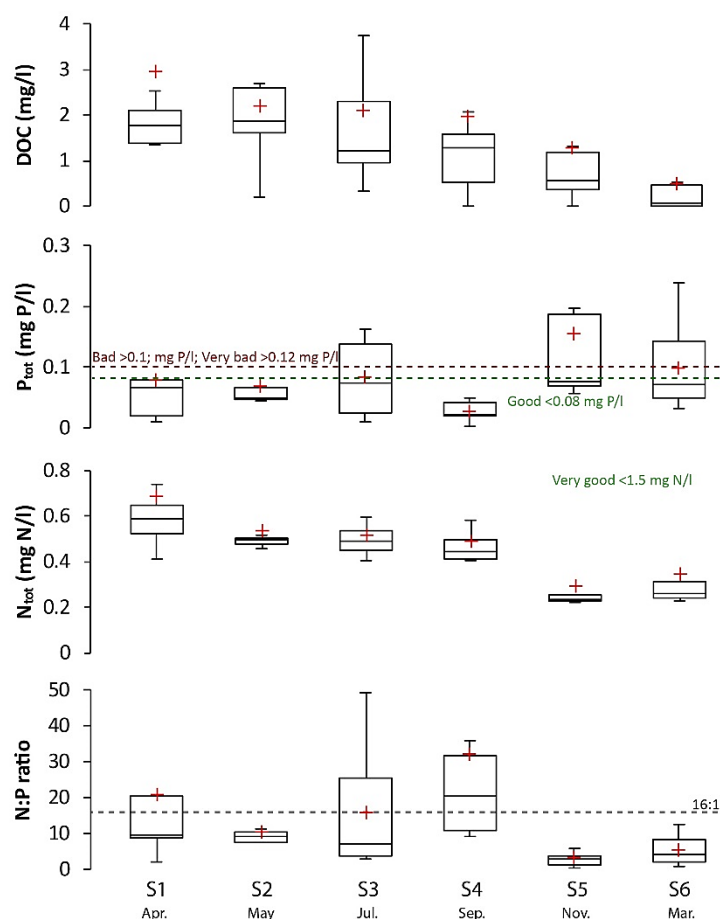 DOC (mg/l)
4
3
2
1
0
Ptot (mg P/l)
0.3
0.2
0.1
0
Bad >0.1; mg P/l; Very bad >0.12 mg P/l
Good <0.08 mg P/l
Ntot (mg N/l)
0.8
0.6
0.4
0.2
0
Very good <1.5 mg N/l
N:P ratio
50
40
30
20
10
0
16:1
S1 S2 S3 S4 S5 S6
Apr. May Jul. Sep. Nov. Mar.